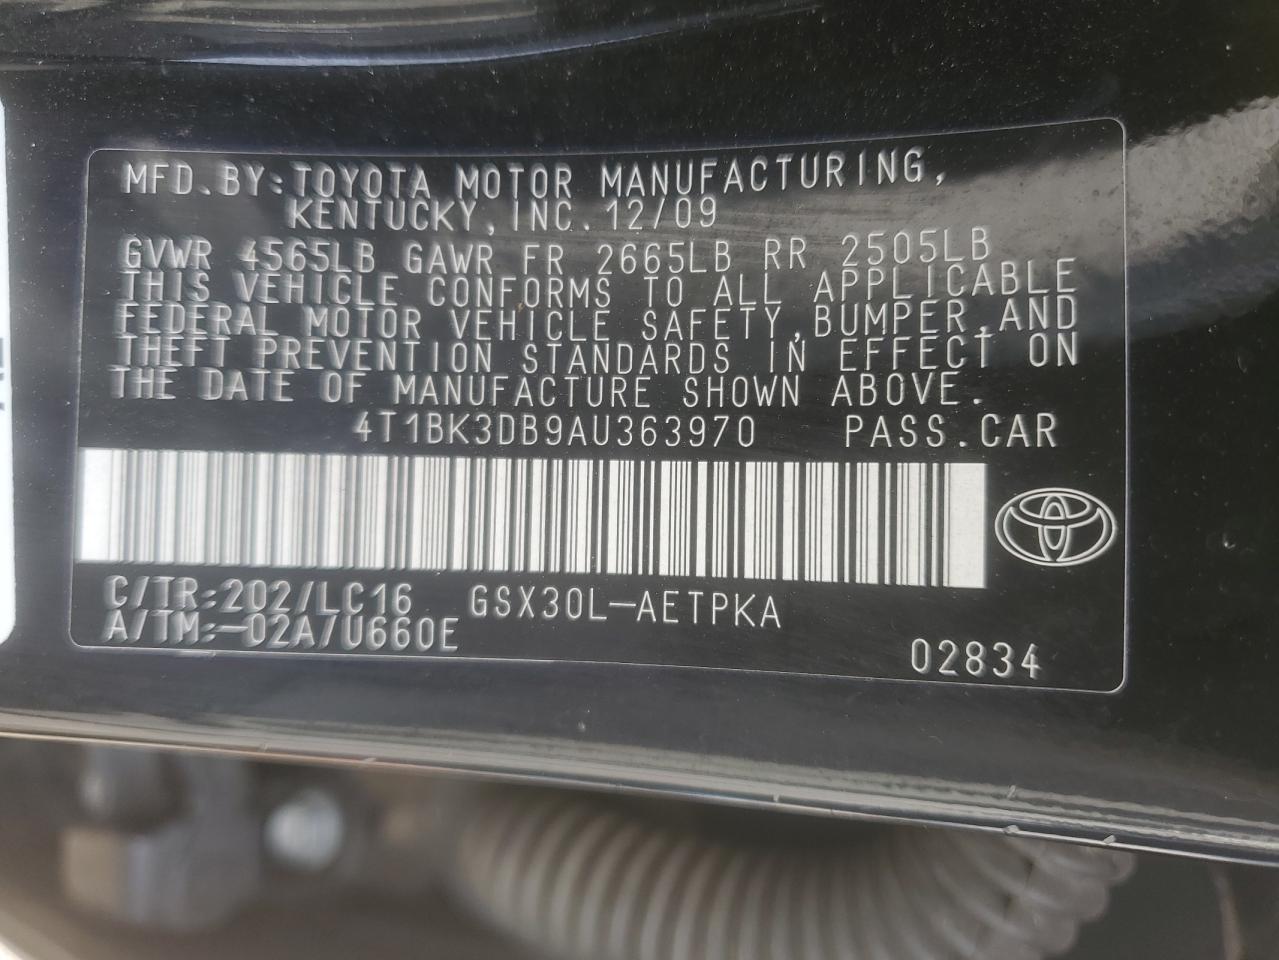 MFD.BY:TOYOTA MOTOR MANUFACTURING,
KENTUCKY,INC.12/09
GVWR 4565LB GAWR FR 2665LB RR 2505LB
THIS VEHICLE CONFORMS TO ALL APPLICABLE
FEDERAL MOTOR VEHICLE SAFETY,BUMPER,AND
THEFT PREVENTION STANDARDS IN EFFECT ON
THE DATE OF MANUFACTURE SHOWN ABOVE.
4T1BK3DB9AU363970 PASS.CAR
C/TR:202/LC16 GSX30L-AETPKA
A/TM:-02A/U660E
02834